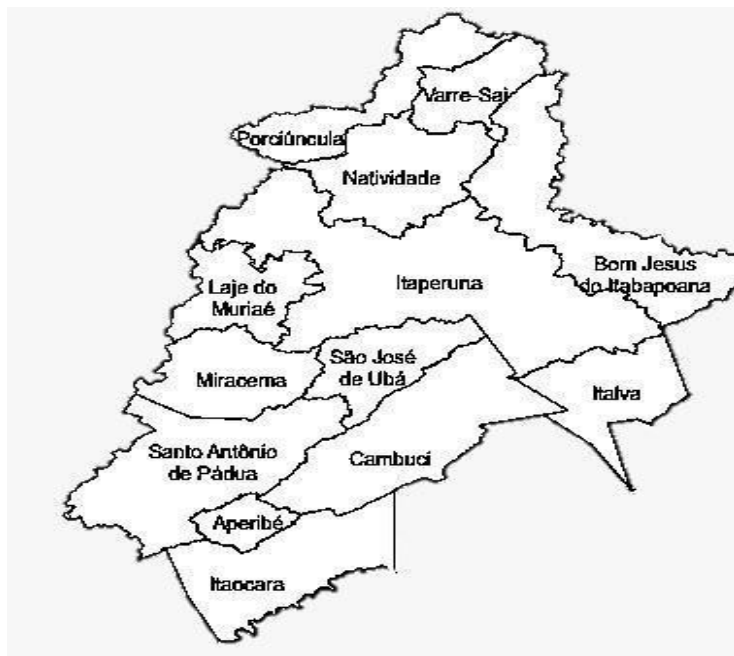 Varre-Sai
Porciúncula
Natividade
Bom Jesus
do Itabapoana
Laje do
Muriaé
Itaperuna
São José
de Ubá
Miracema
Italva
Santo Antônio
de Pádua
Cambuci
Aperibé
Itaocara